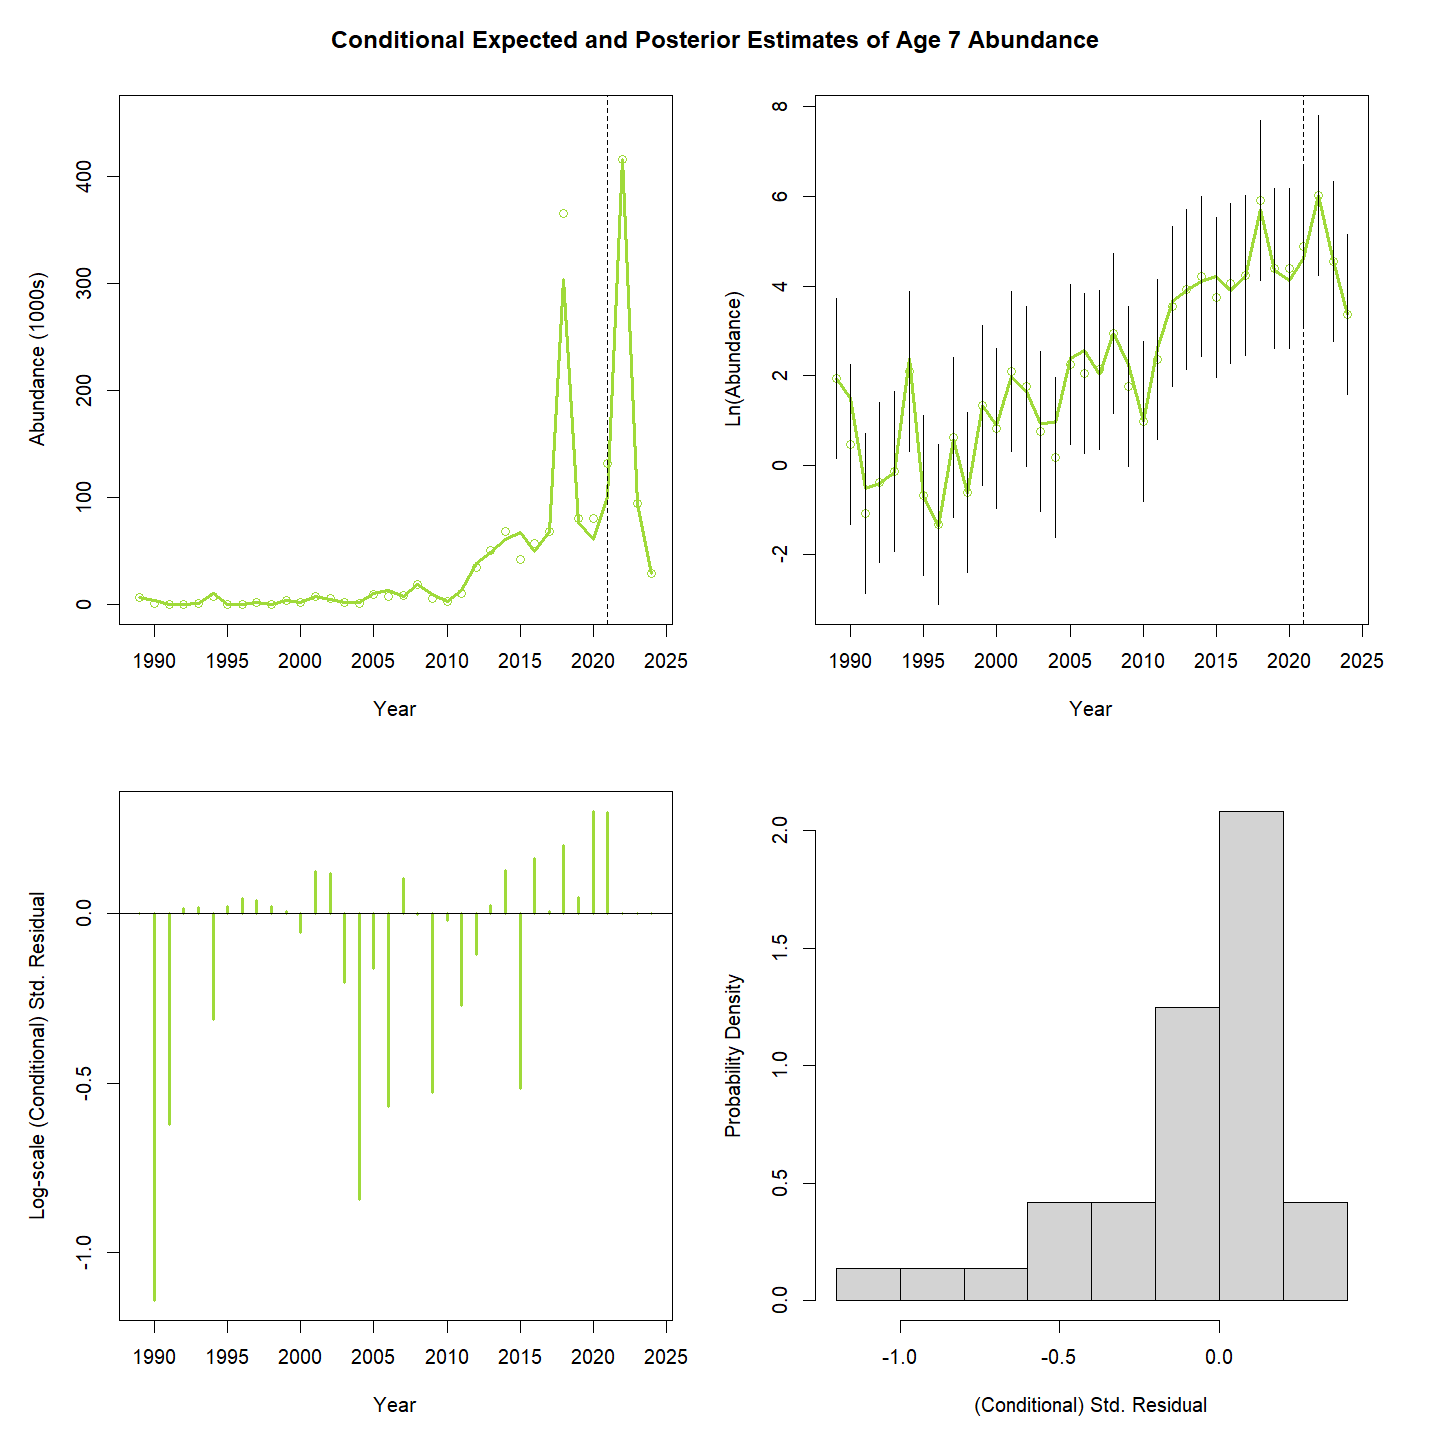 Conditional Expected and Posterior Estimates of Age 7 Abundance
Abundance (1000s)
400
300
200
100
0
1990 1995 2000 2005 2010 2015 2020 2025
Year
Ln(Abundance)
8
6
4
2
0
-2
1990 1995 2000 2005 2010 2015 2020 2025
Year
Log-scale (Conditional) Std. Residual
0.0
-0.5
-1.0
1990 1995 2000 2005 2010 2015 2020 2025
Year
Probability Density
2.0
1.5
1.0
0.5
0.0
-1.0 -0.5 0.0
(Conditional) Std. Residual